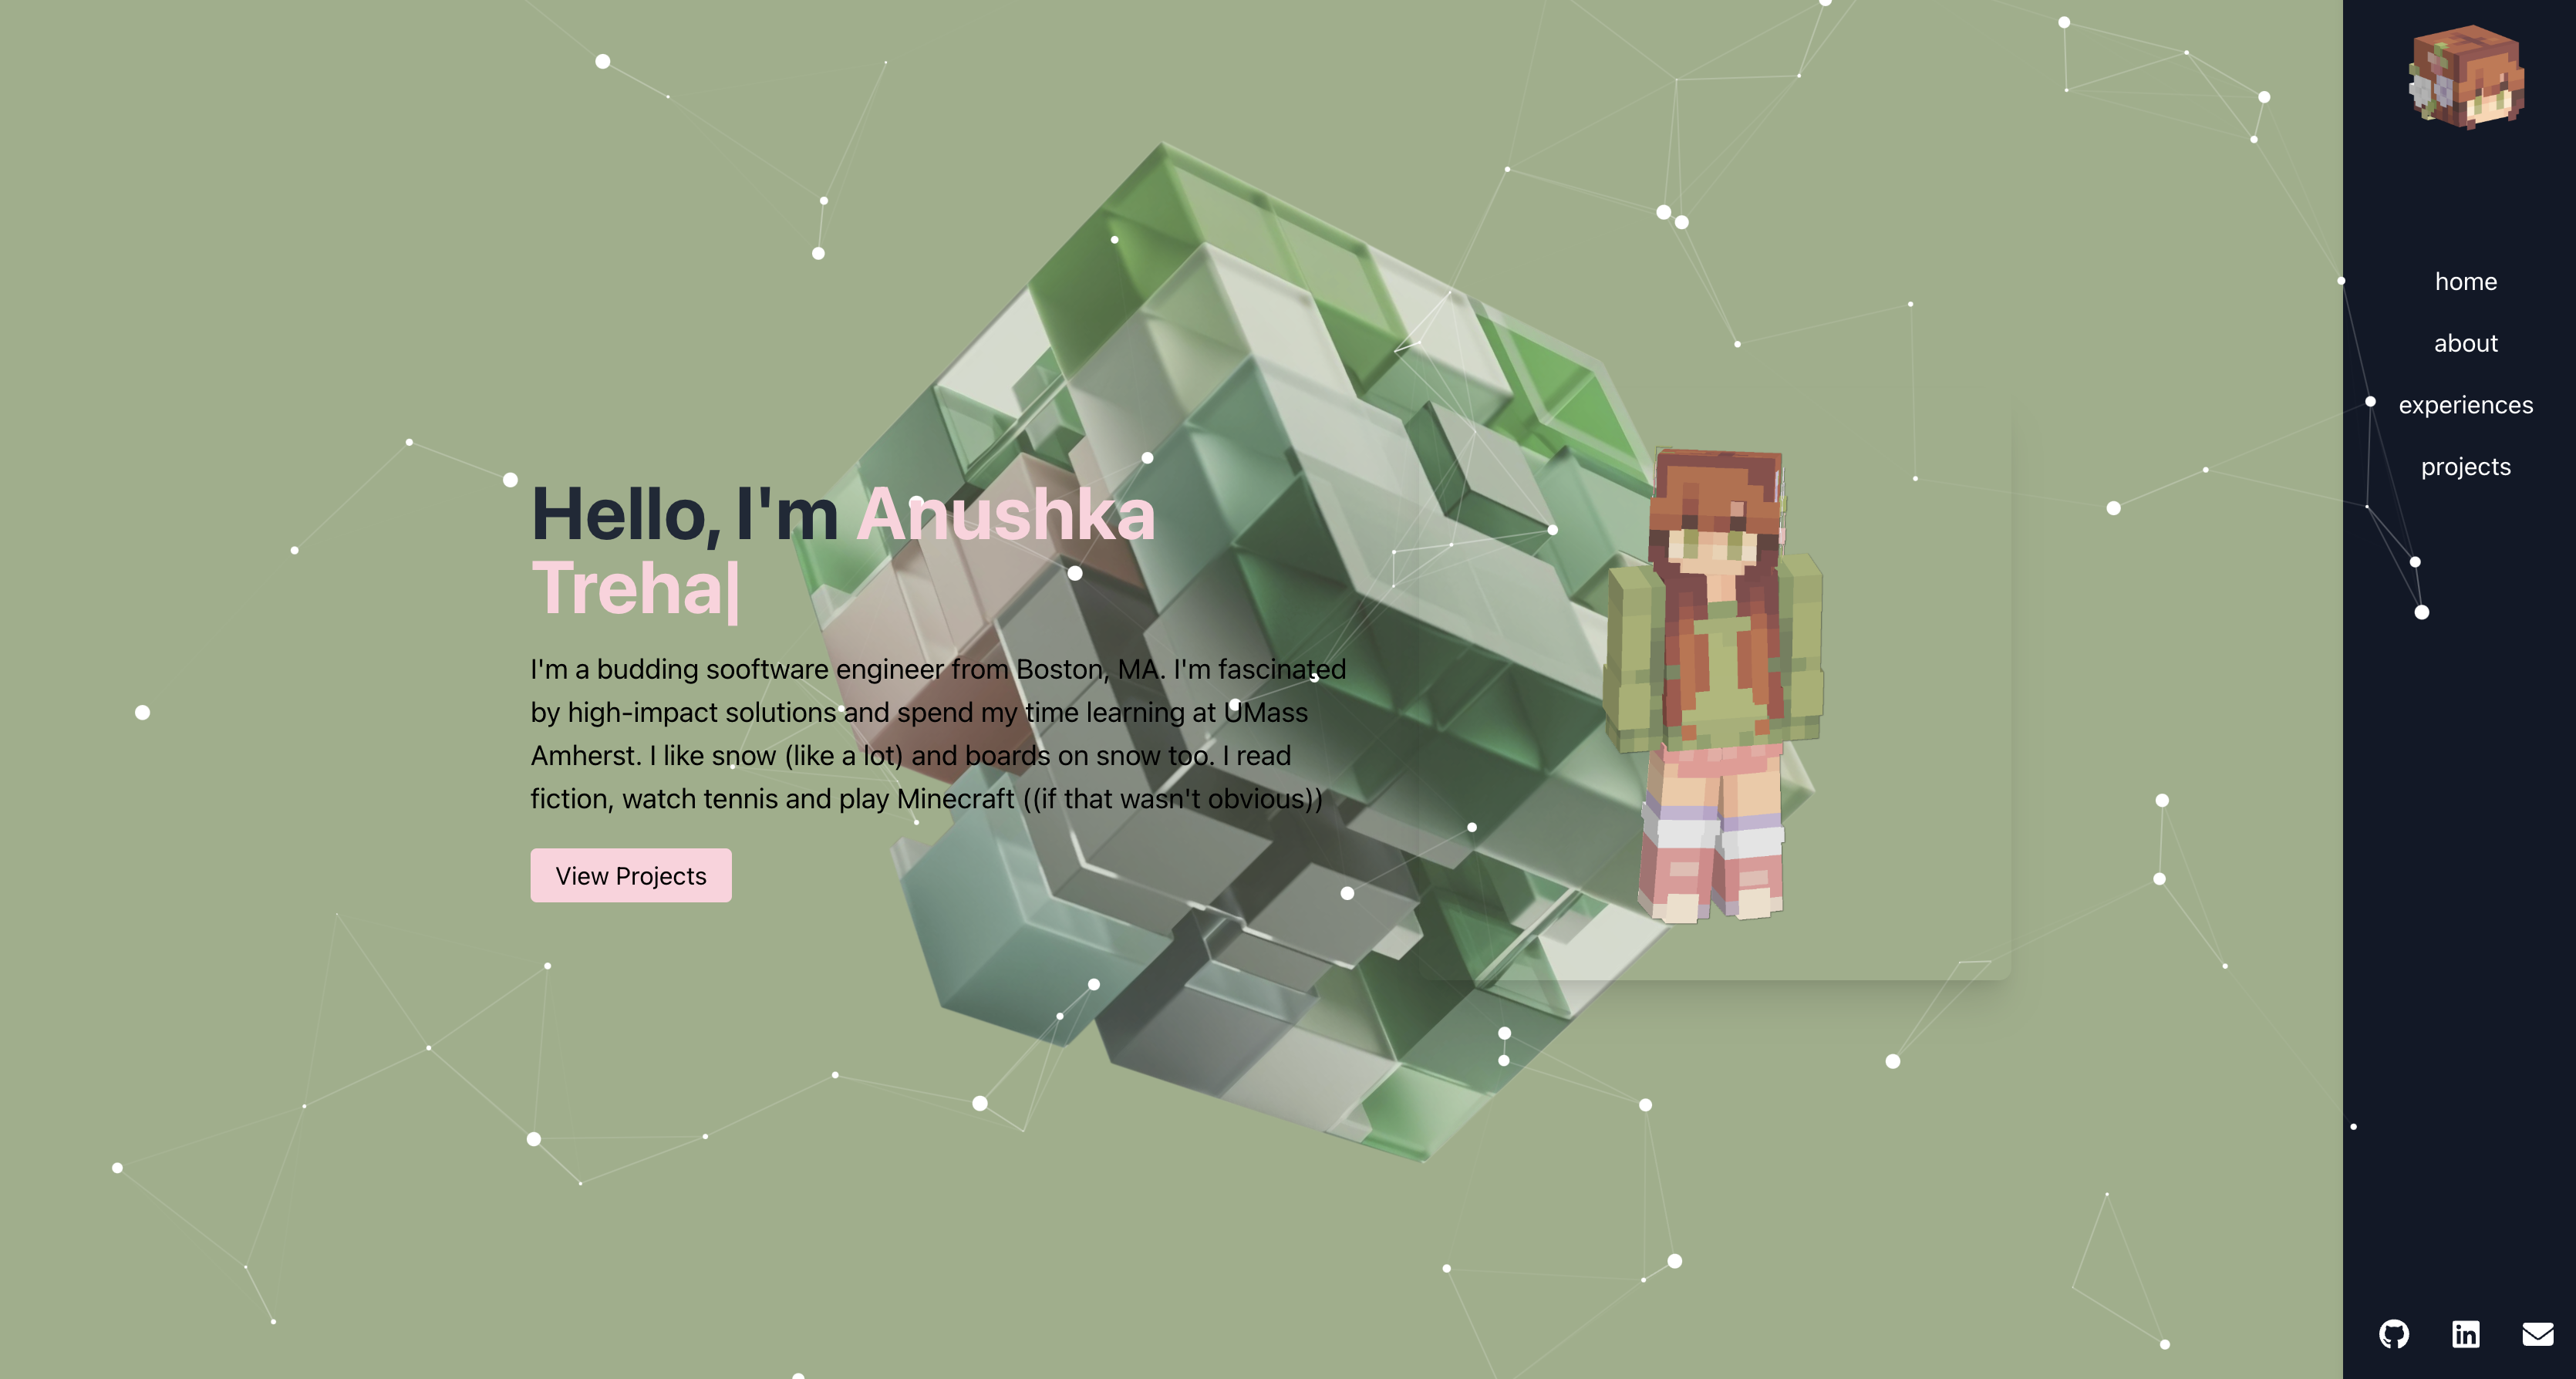 Hello, I'm Anushka
Treha|
I'm a budding sooftware engineer from Boston, MA. I'm fascinated
by high-impact solutions and spend my time learning at UMass
Amherst. I like snow (like a lot) and boards on snow too. I read
fiction, watch tennis and play Minecraft ((if that wasn't obvious))
View Projects
home
about
experiences
projects